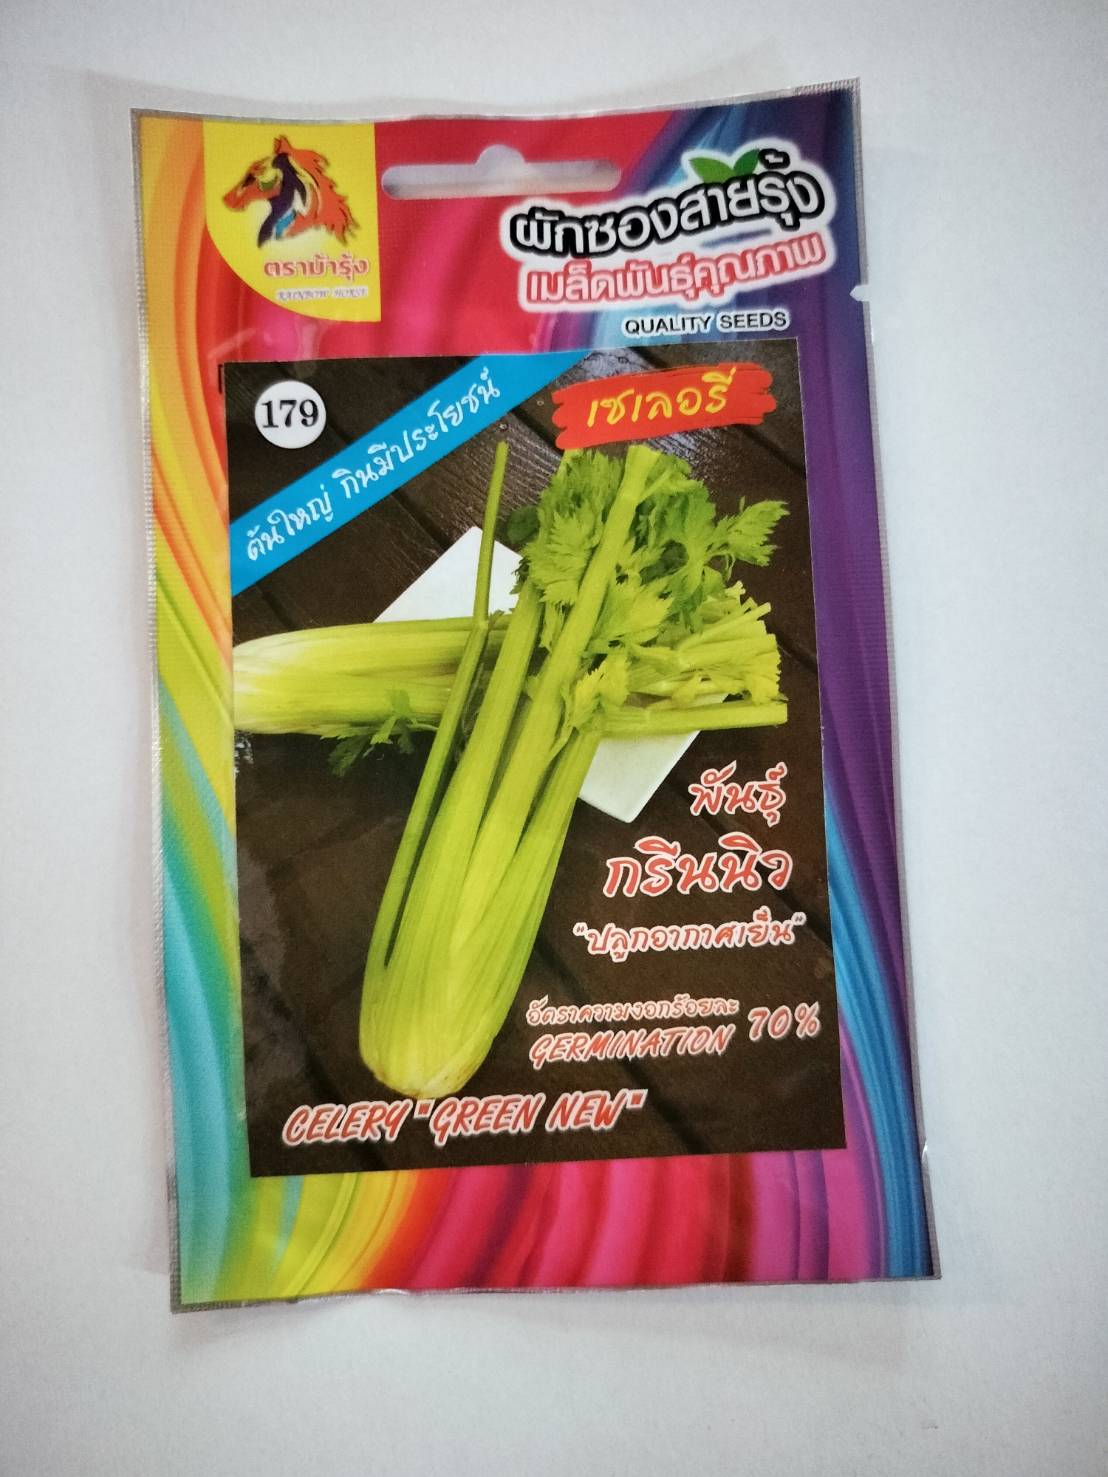 ตราม้ารุ้ง
RAINBOW HORSE
ผักซองสายรุ้ง
เมล็ดพันธุ์คุณภาพ
QUALITY SEEDS
179
ต้นใหญ่ กินมีประโยชน์
เซเลอรี่
พันธุ์
กรีนนิว
"ปลูกอากาศเย็น"
อัตราความงอกร้อยละ
GERMINATION 70%
CELERY "GREEN NEW"